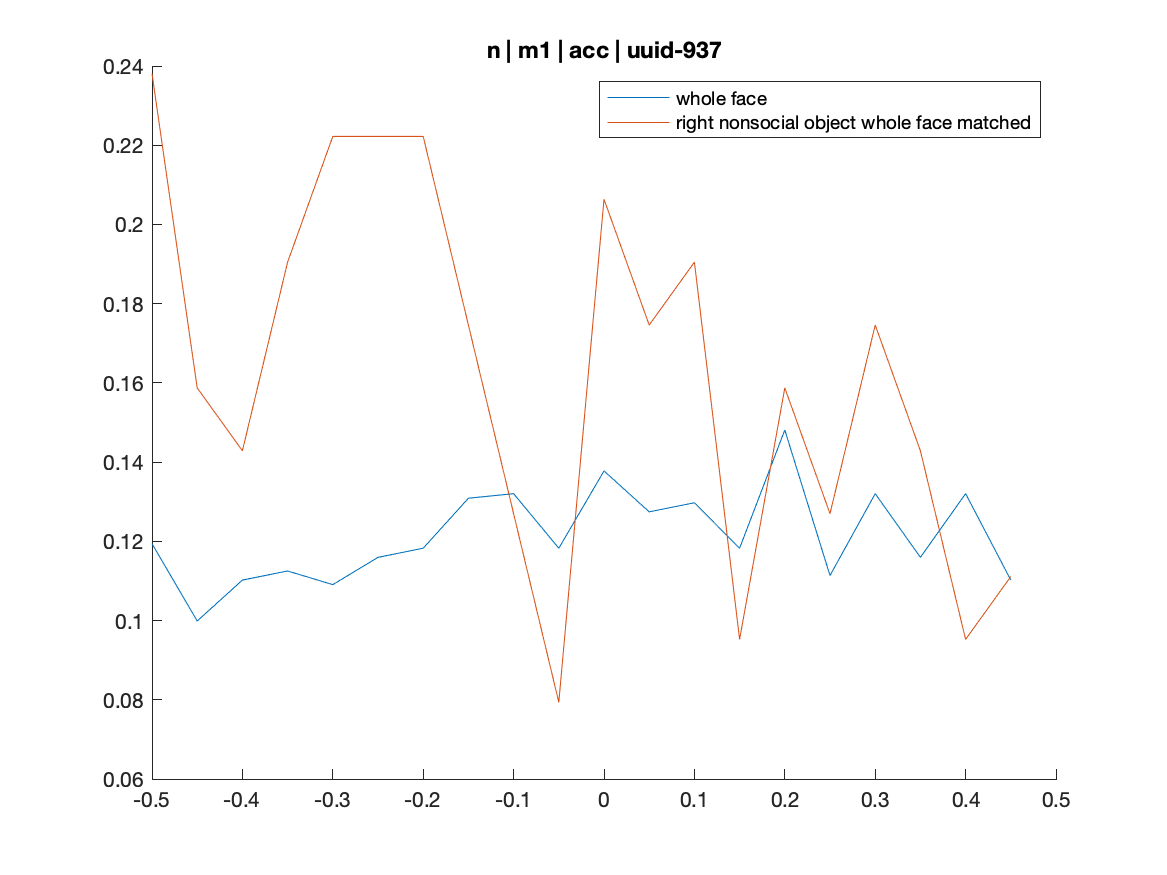 n | m1 | acc | uuid-937
whole face
right nonsocial object whole face matched
0.24
0.22
0.2
0.18
0.16
0.14
0.12
0.1
0.08
0.06
-0.5 -0.4 -0.3 -0.2 -0.1 0 0.1 0.2 0.3 0.4 0.5